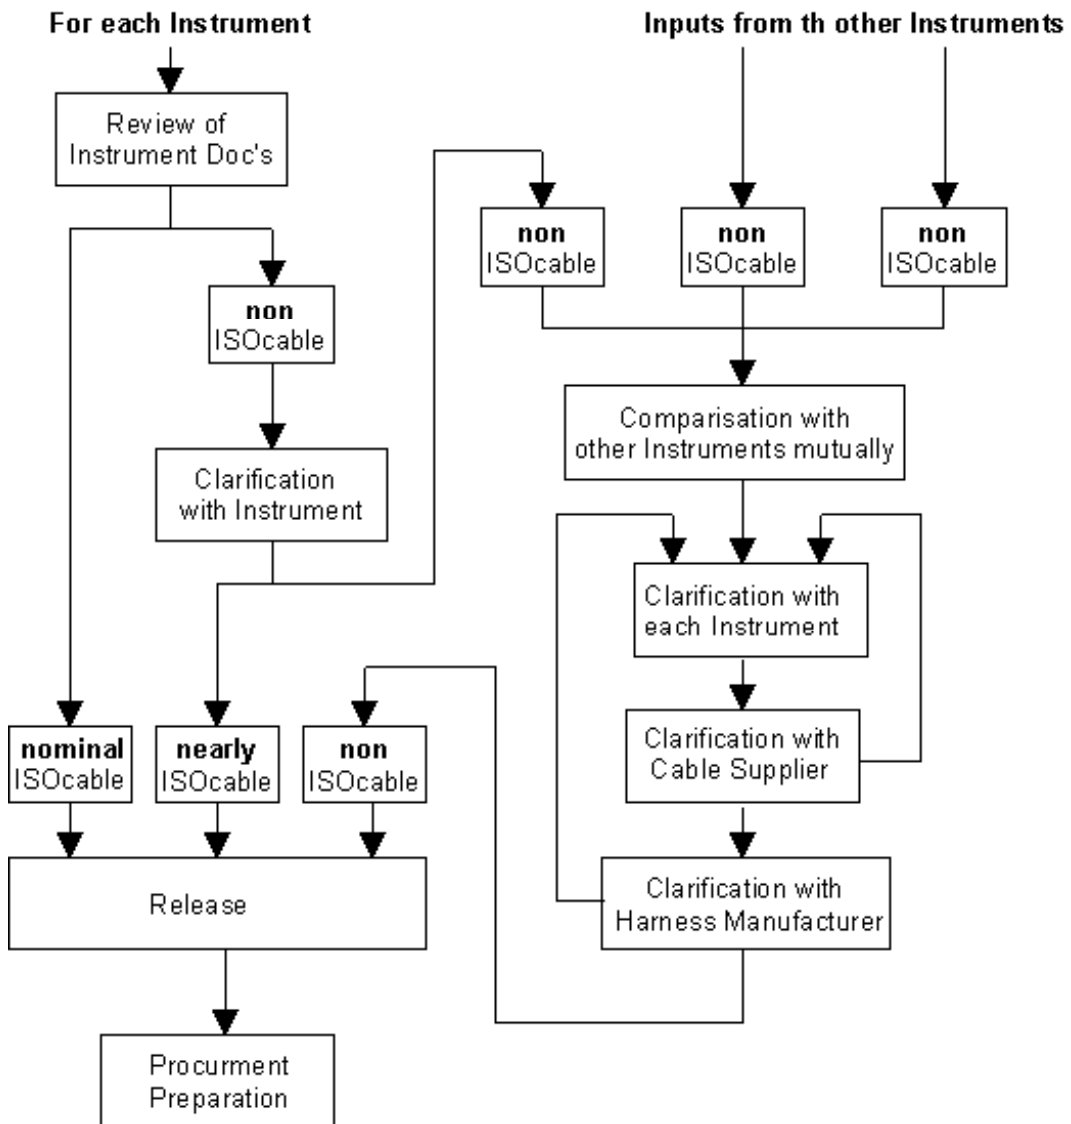 For each Instrument
Inputs from th other Instruments
Review of
Instrument Doc's
non
ISOcable
non
ISOcable
non
ISOcable
non
ISOcable
Comparisation with
other Instruments mutually
Clarification
with Instrument
Clarification with
each Instrument
nominal
ISOcable
nearly
ISOcable
non
ISOcable
Clarification with
Cable Supplier
Release
Clarification with
Harness Manufacturer
Procurment
Preparation